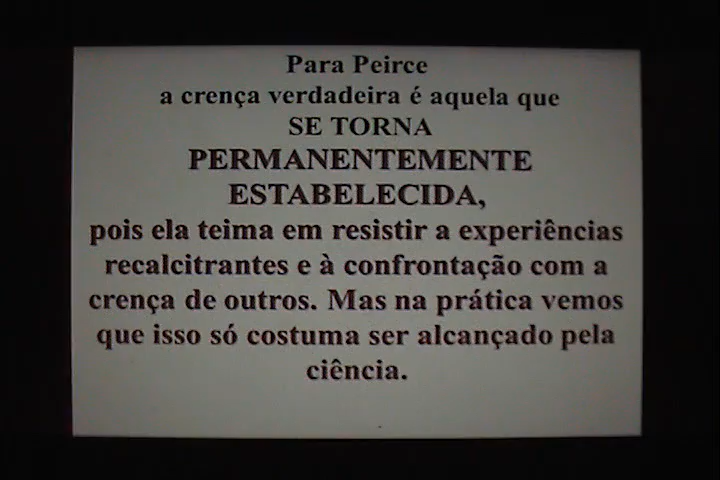 Para Peirce
a crença verdadeira é aquela que
SE TORNA
PERMANENTEMENTE
ESTABELECIDA,
pois ela teima em resistir a experiências
recalcitrantes e à confrontação com a
crença de outros. Mas na prática vemos
que isso só costuma ser alcançado pela
ciência.